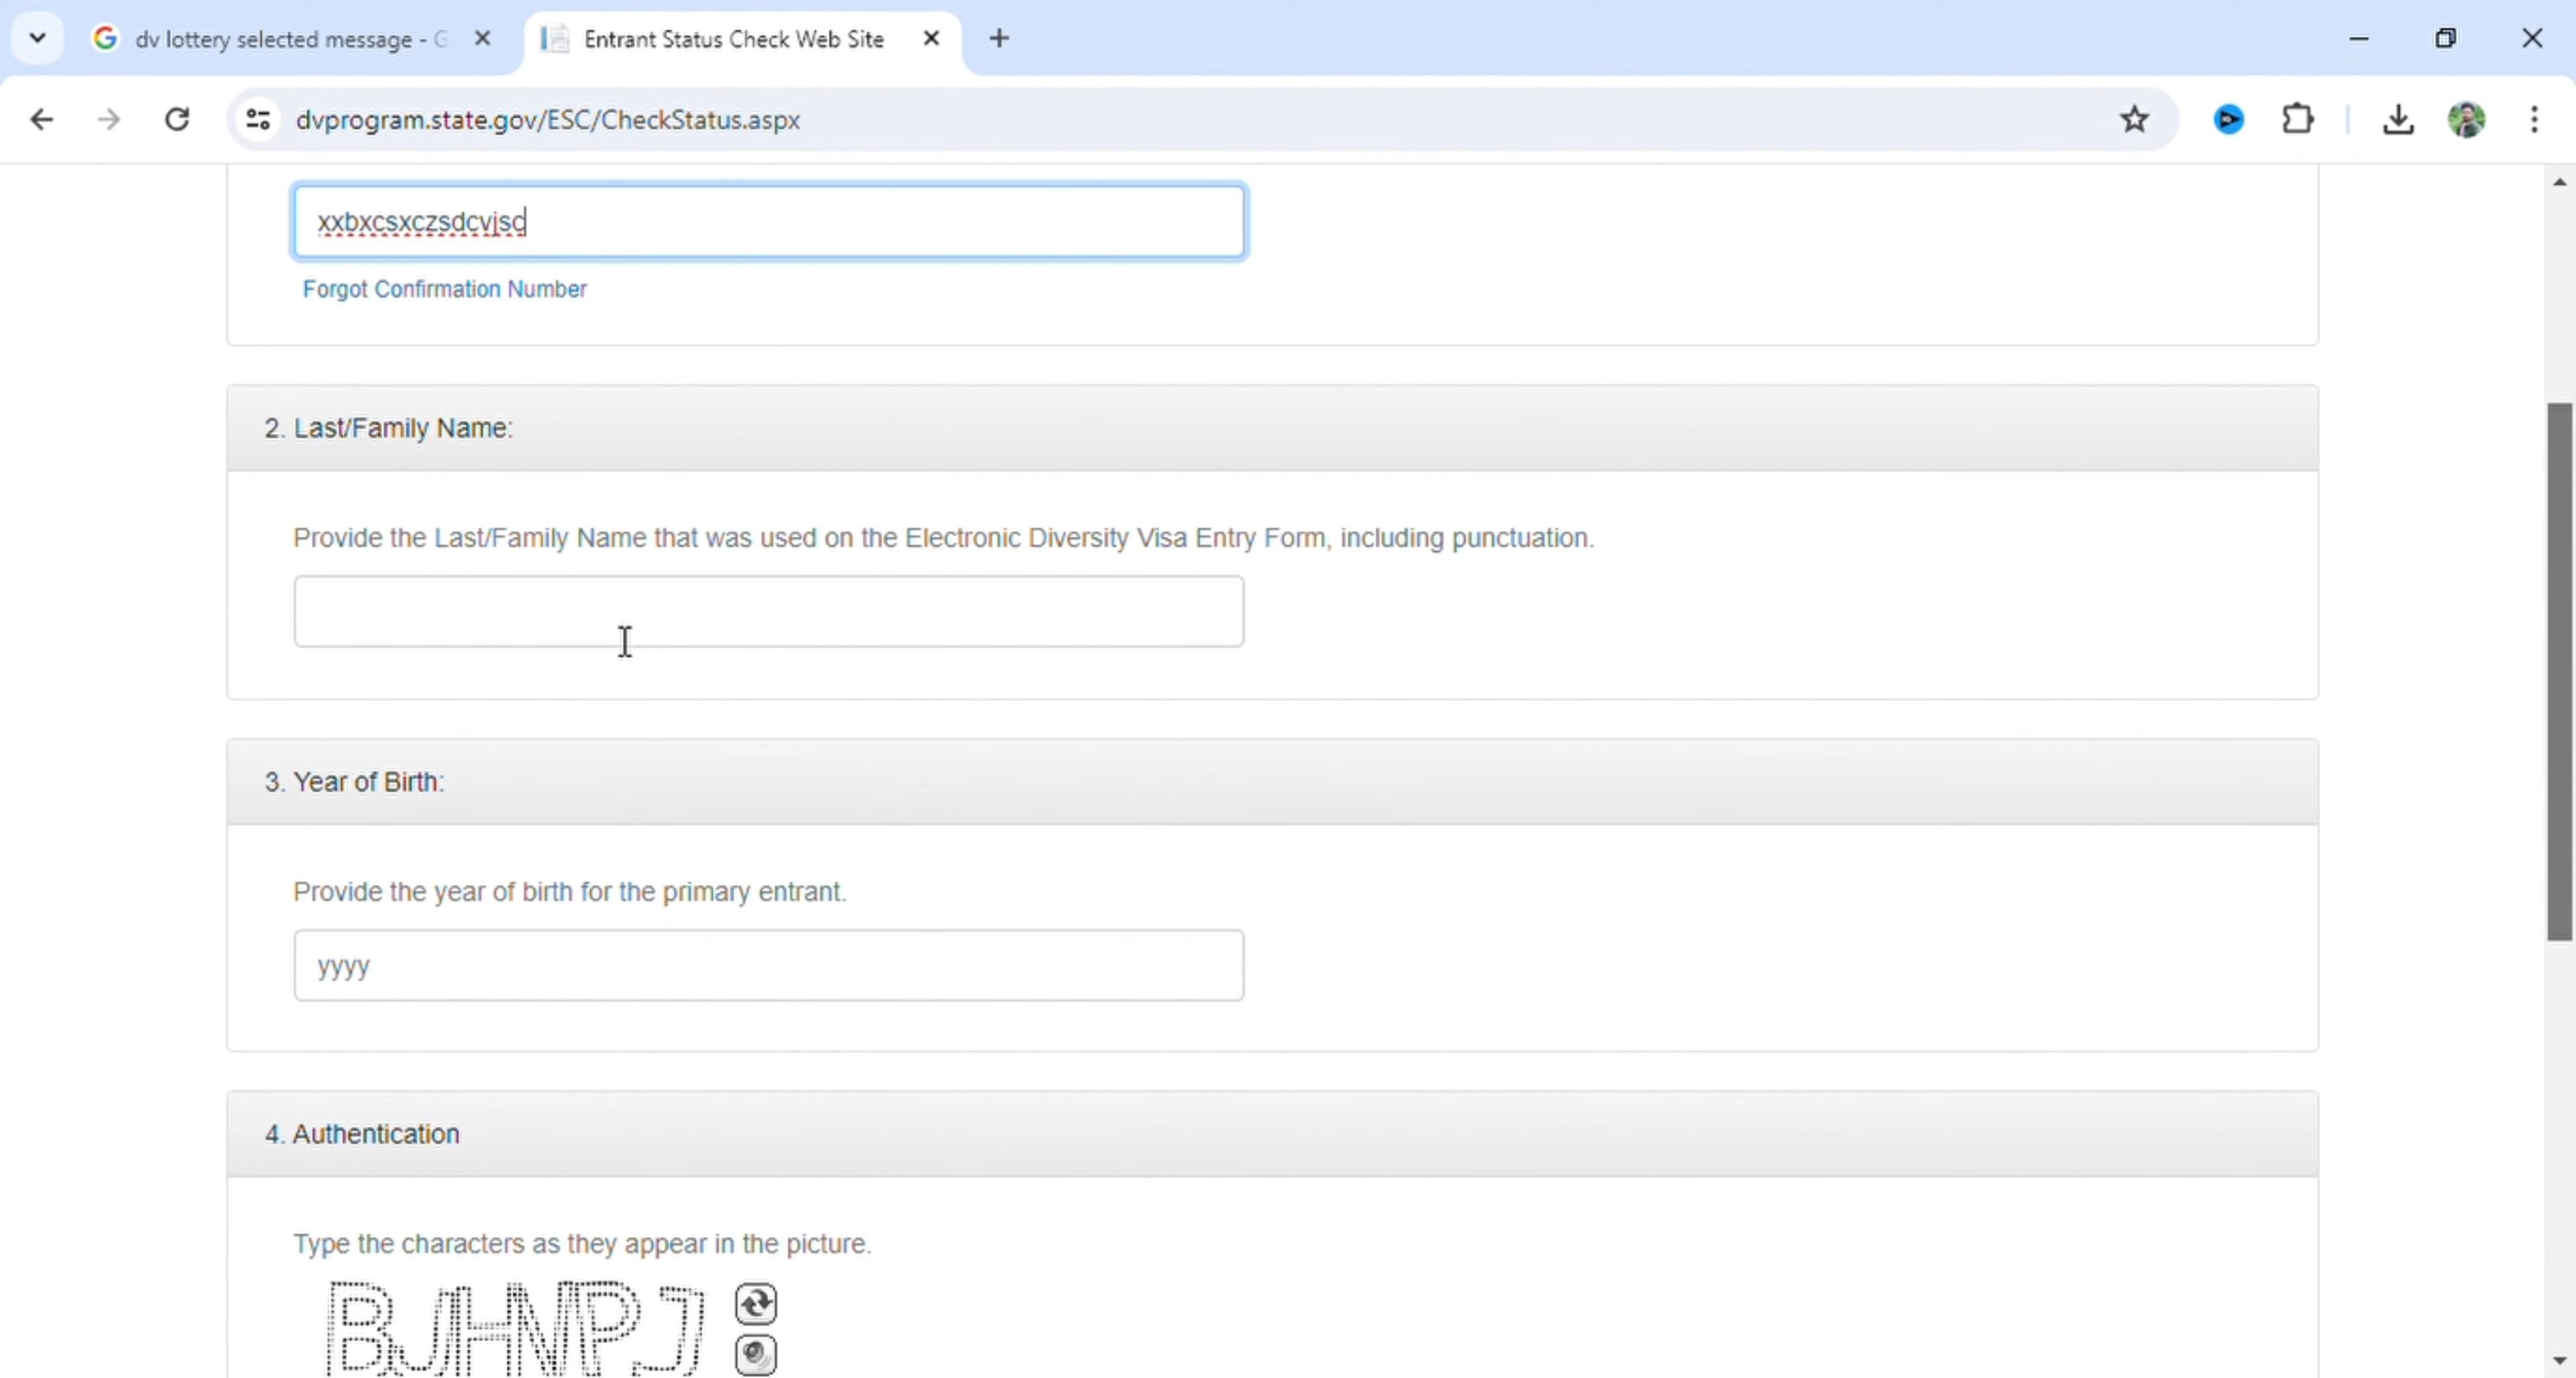 dv lottery selected message - G
Entrant Status Check Web Site
dvprogram.state.gov/ESC/CheckStatus.aspx
xxbxcsxczsdcvjsc
Forgot Confirmation Number
2. Last/Family Name:
Provide the Last/Family Name that was used on the Electronic Diversity Visa Entry Form, including punctuation.
3. Year of Birth:
Provide the year of birth for the primary entrant.
yyyy
4. Authentication
Type the characters as they appear in the picture.
BJHNPJ